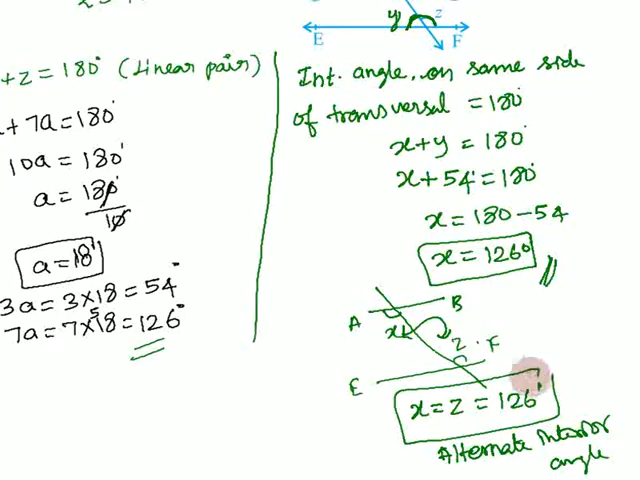 y
z
E
F
+ z = 180° (Linear pair)
+ 7a = 180°
10a = 180°
a = 180
10
a = 18°
3a = 3 × 18 = 54°
7a = 7 × 18 = 126°
Int. angle, on same side
of transversal = 180°
x + y = 180°
x + 54° = 180°
x = 180 - 54
x = 126°
A
B
x
z
F
E
x = z = 126°
Alternate interior
angle